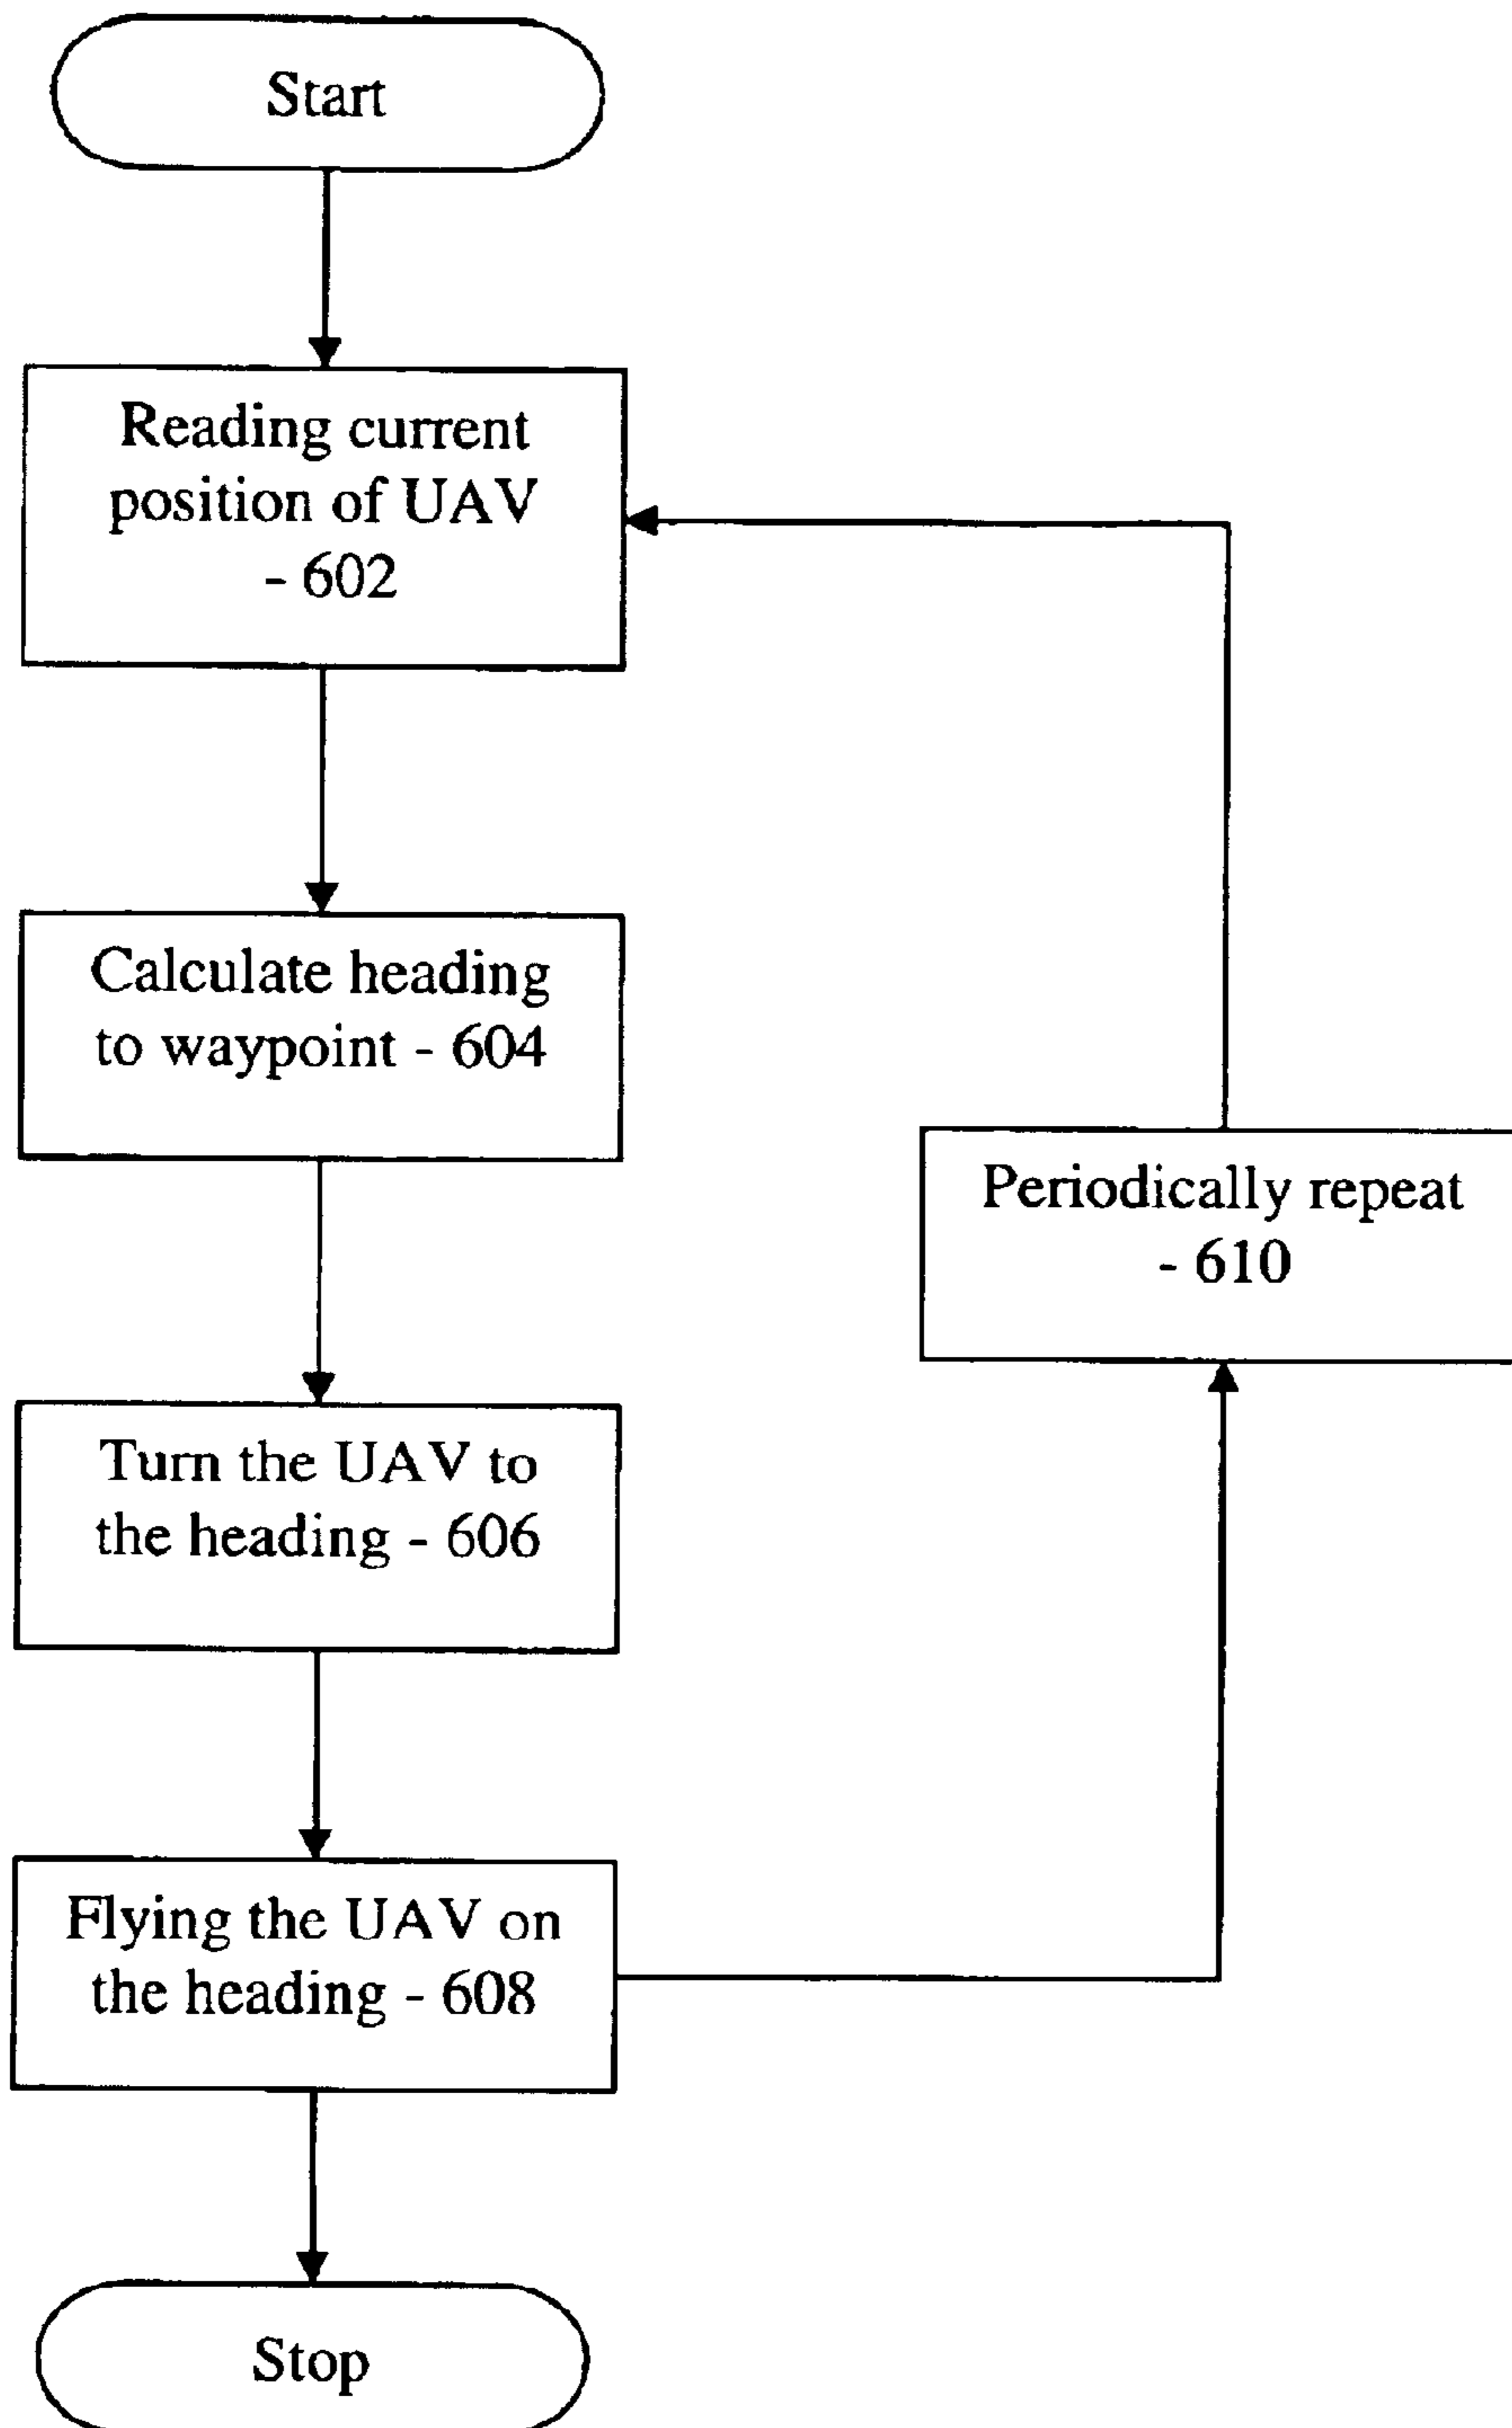 Start
Reading current
position of UAV
- 602
Calculate heading
to waypoint - 604
Periodically repeat
- 610
Turn the UAV to
the heading - 606
Flying the UAV on
the heading - 608
Stop